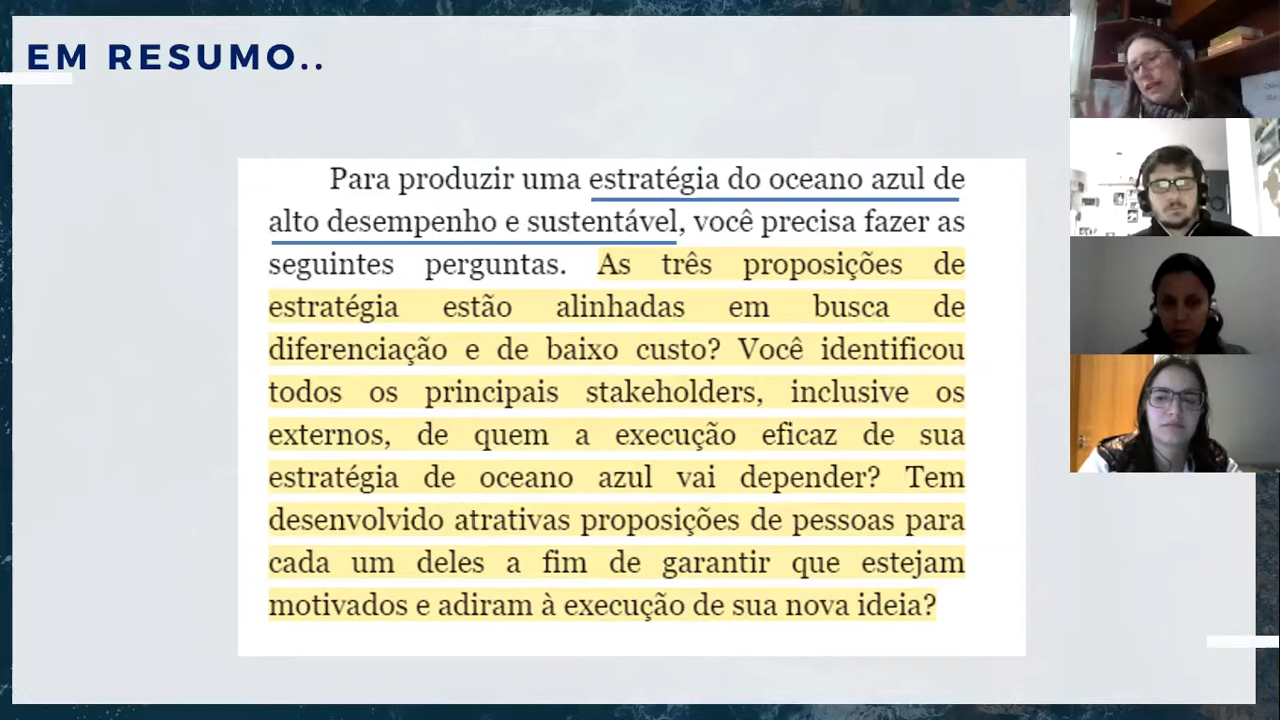 EM RESUMO..
Para produzir uma estratégia do oceano azul de
alto desempenho e sustentável, você precisa fazer as
seguintes perguntas. As três proposições de
estratégia estão alinhadas em busca de
diferenciação e de baixo custo? Você identificou
todos os principais stakeholders, inclusive os
externos, de quem a execução eficaz de sua
estratégia de oceano azul vai depender? Tem
desenvolvido atrativas proposições de pessoas para
cada um deles a fim de garantir que estejam
motivados e adiram à execução de sua nova ideia?